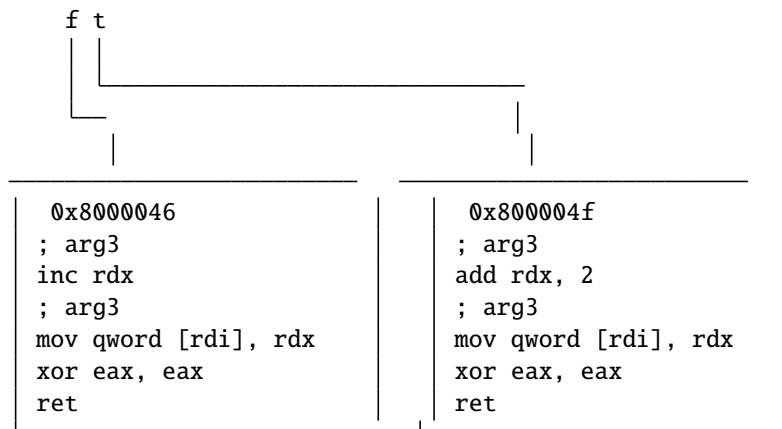 f t
0x8000046
; arg3
inc rdx
; arg3
mov qword [rdi], rdx
xor eax, eax
ret
0x800004f
; arg3
add rdx, 2
; arg3
mov qword [rdi], rdx
xor eax, eax
ret